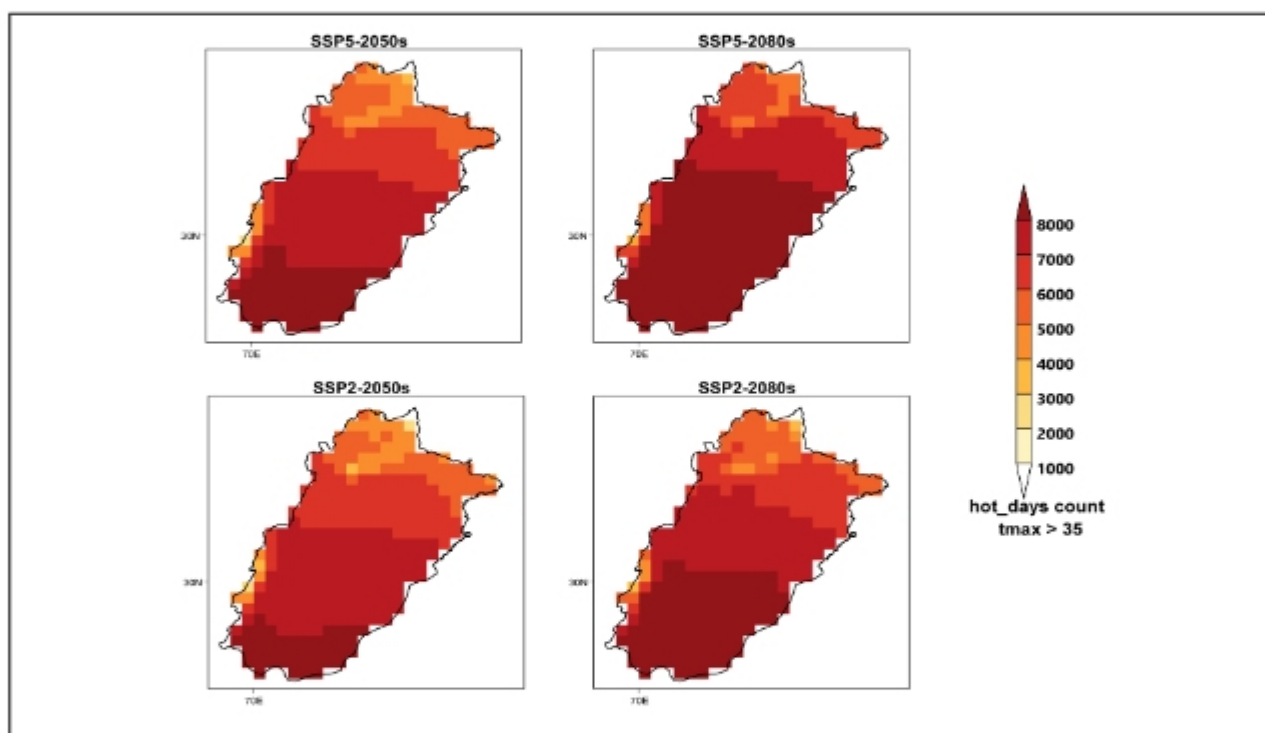 SSP5-2050s
SSP5-2080s
30N
30N
70E
70E
SSP2-2050s
SSP2-2080s
30N
30N
70E
70E
8000
7000
6000
5000
4000
3000
2000
1000
hot_days count
tmax > 35